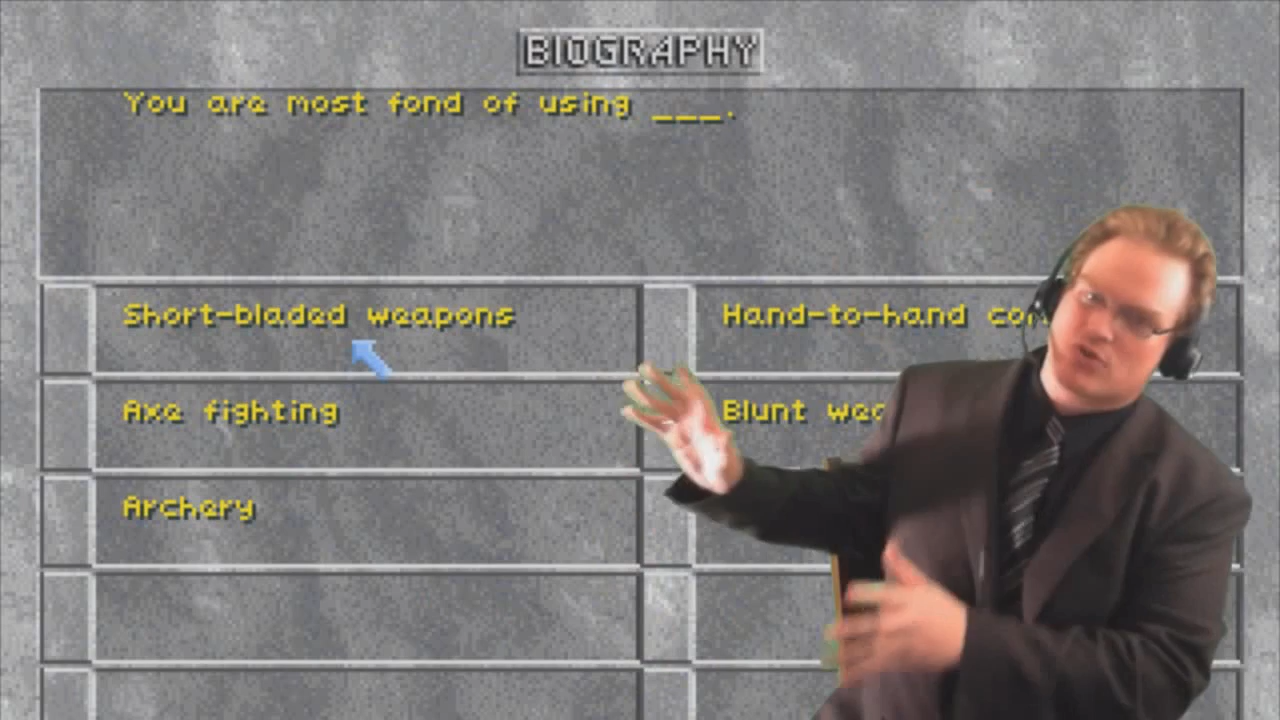 BIOGRAPHY
You are most fond of using ___.
Short-bladed weapons
Hand-to-hand
Axe fighting
Blunt
Archery